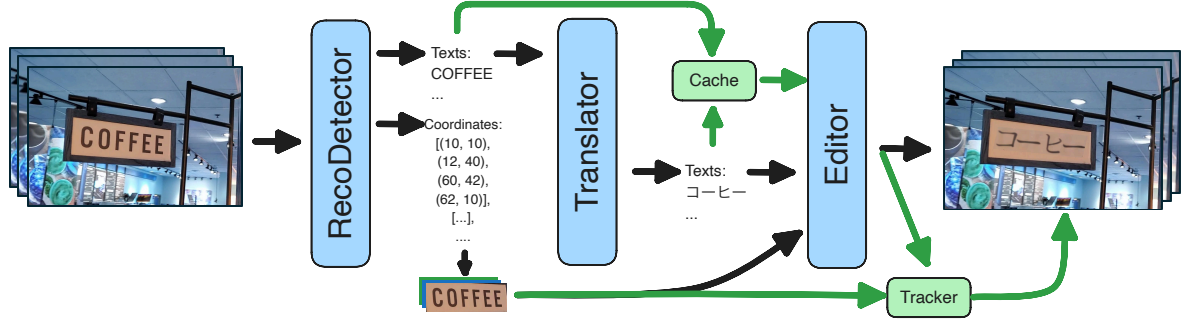 COFFEE
RecoDetector
Texts:
COFFEE
...
Coordinates:
[(10, 10),
(12, 40),
(60, 42),
(62, 10)],
[...],
....
COFFEE
Translator
Cache
Texts:
コーヒー
...
Editor
Tracker
コーヒー